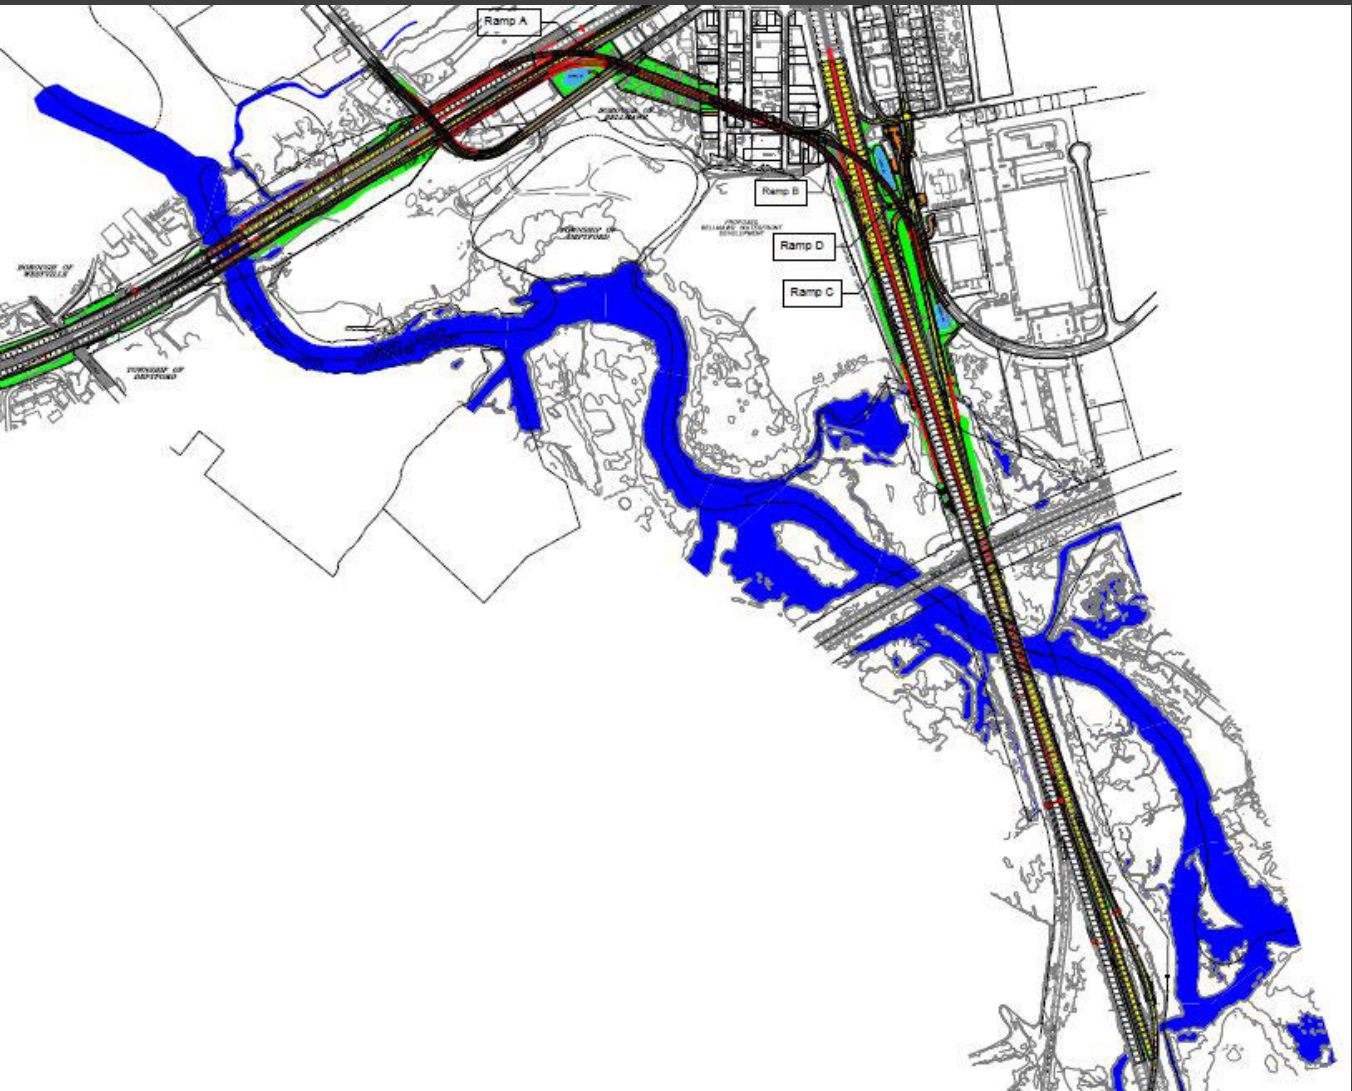 Ramp A
BOROUGH OF
BELLMAWR
Ramp B
PROPOSED
BELLMAWR WATERFRONT
DEVELOPMENT
TOWNSHIP OF
DEPTFORD
Ramp D
BOROUGH OF
WESTVILLE
Ramp C
TOWNSHIP OF
DEPTFORD